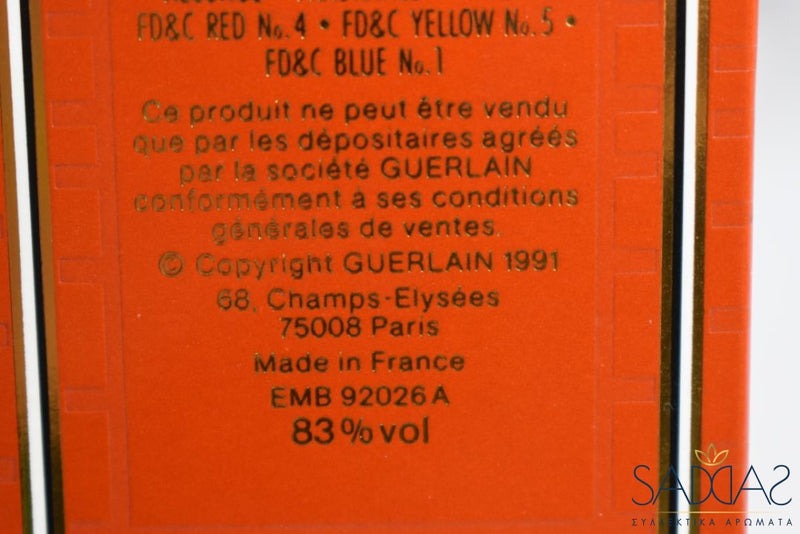 FD&C RED No.4 • FD&C YELLOW No.5 •
FD&C BLUE No.1
Ce produit ne peut être vendu
que par les dépositaires agréés
par la société GUERLAIN
conformément à ses conditions
générales de ventes.
© Copyright GUERLAIN 1991
68, Champs-Elysées
75008 Paris
Made in France
EMB 92026 A
83% vol
SADDAS
ΣΥΛΛΕΚΤΙΚΑ ΑΡΩΜΑΤΑ